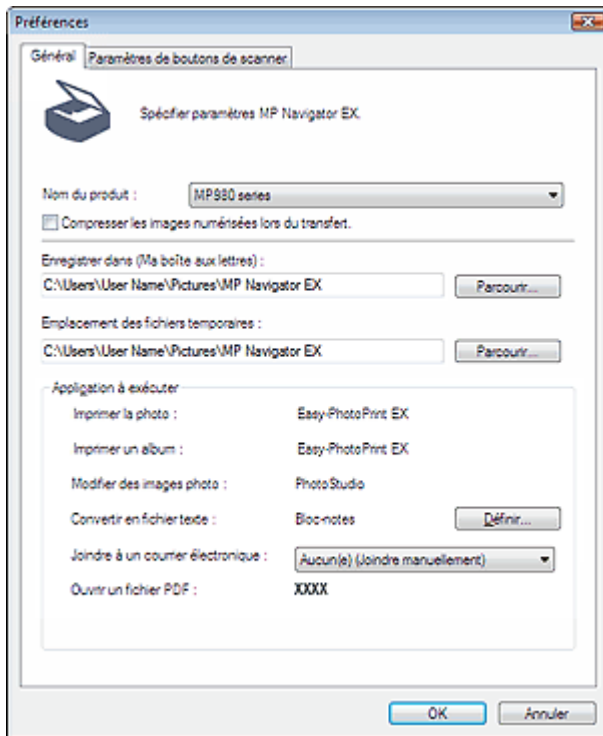 Préférences
Général
Paramètres de boutons de scanner
Spécifier paramètres MP Navigator EX.
Nom du produit : MP980 series
Compresser les images numérisées lors du transfert.
Enregistrer dans (Ma boîte aux lettres) :
C:\Users\User Name\Pictures\MP Navigator EX Parcourir...
Emplacement des fichiers temporaires :
C:\Users\User Name\Pictures\MP Navigator EX Parcourir...
Application à exécuter
Imprimer la photo : Easy-PhotoPrint EX
Imprimer un album : Easy-PhotoPrint EX
Modifier des images photo : PhotoStudio
Convertir en fichier texte : Bloc-notes Définir...
Joindre à un courrier électronique : Aucun(e) (Joindre manuellement)
Ouvrir un fichier PDF : XXXX
OK Annuler